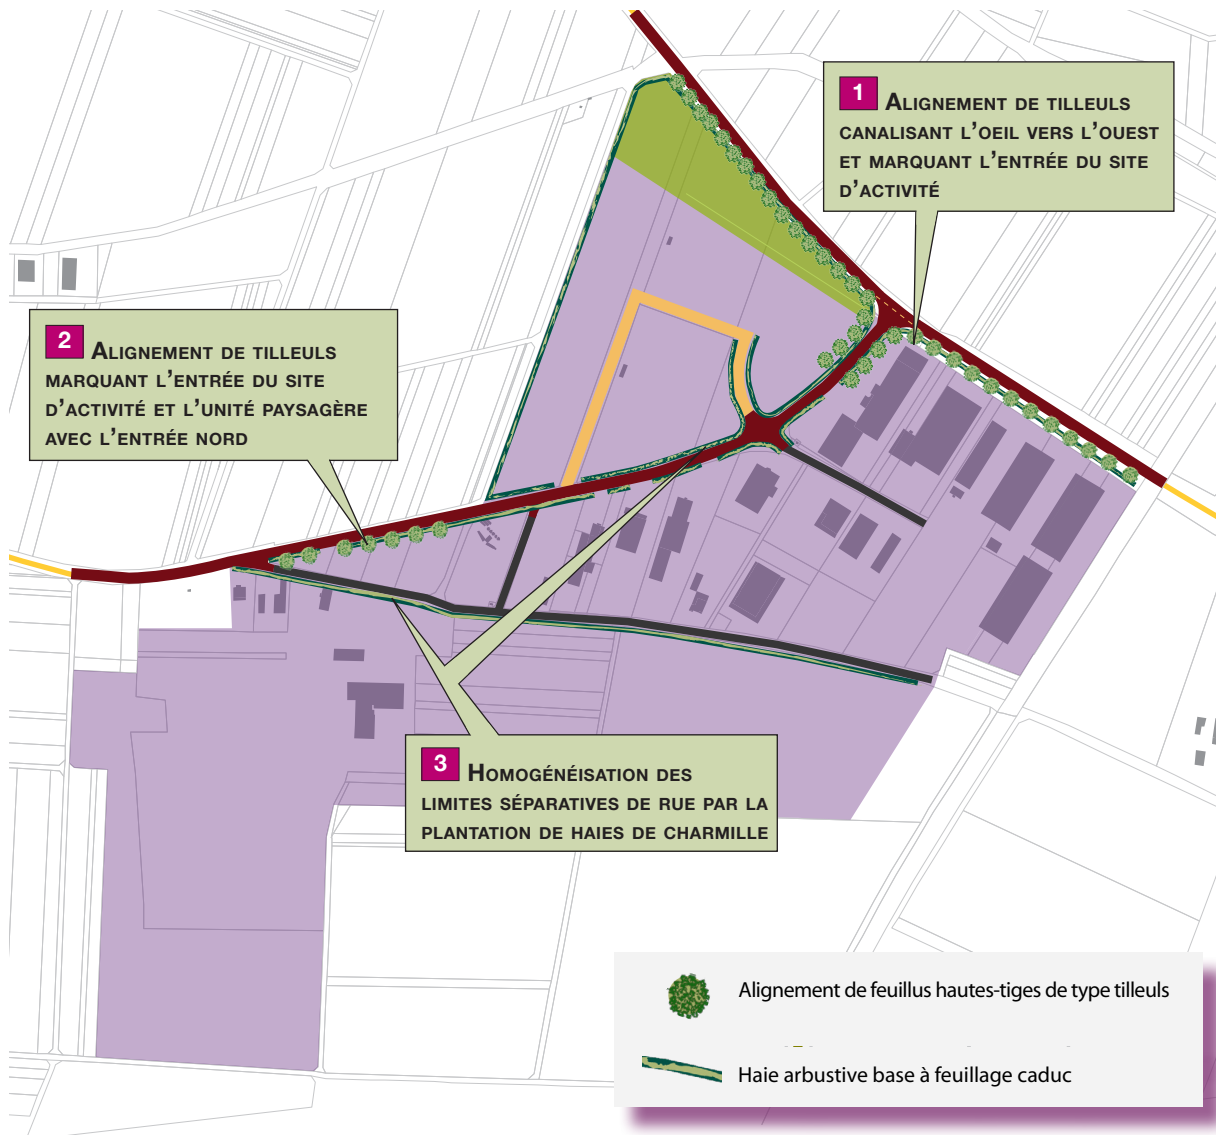 1 Alignement de tilleuls
canalisant l'oeil vers l'ouest
et marquant l'entrée du site
d'activité
2 Alignement de tilleuls
marquant l'entrée du site
d'activité et l'unité paysagère
avec l'entrée nord
3 Homogénéisation des
limites séparatives de rue par la
plantation de haies de charmille
Alignement de feuillus hautes-tiges de type tilleuls
Haie arbustive base à feuillage caduc